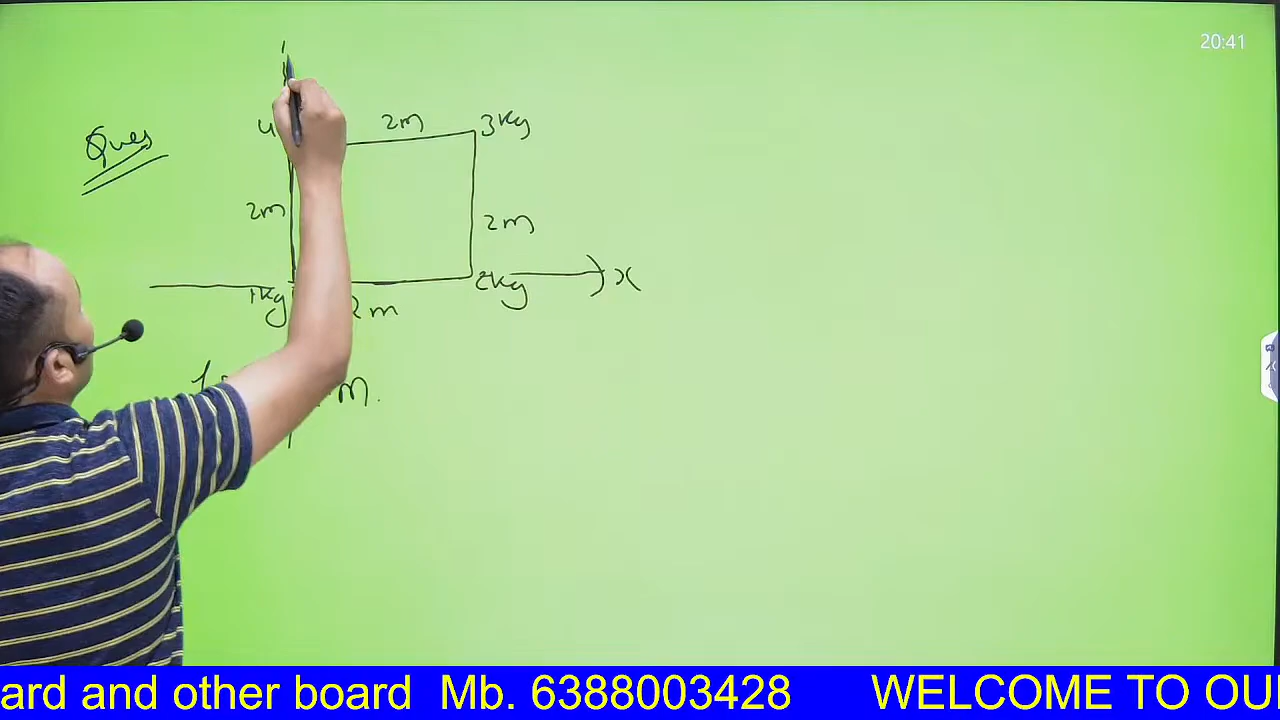 20:41
Ques
4
2m
3kg
2m
2m
1kg
2kg
x
2m
M.
ard and other board Mb. 6388003428 WELCOME TO OU